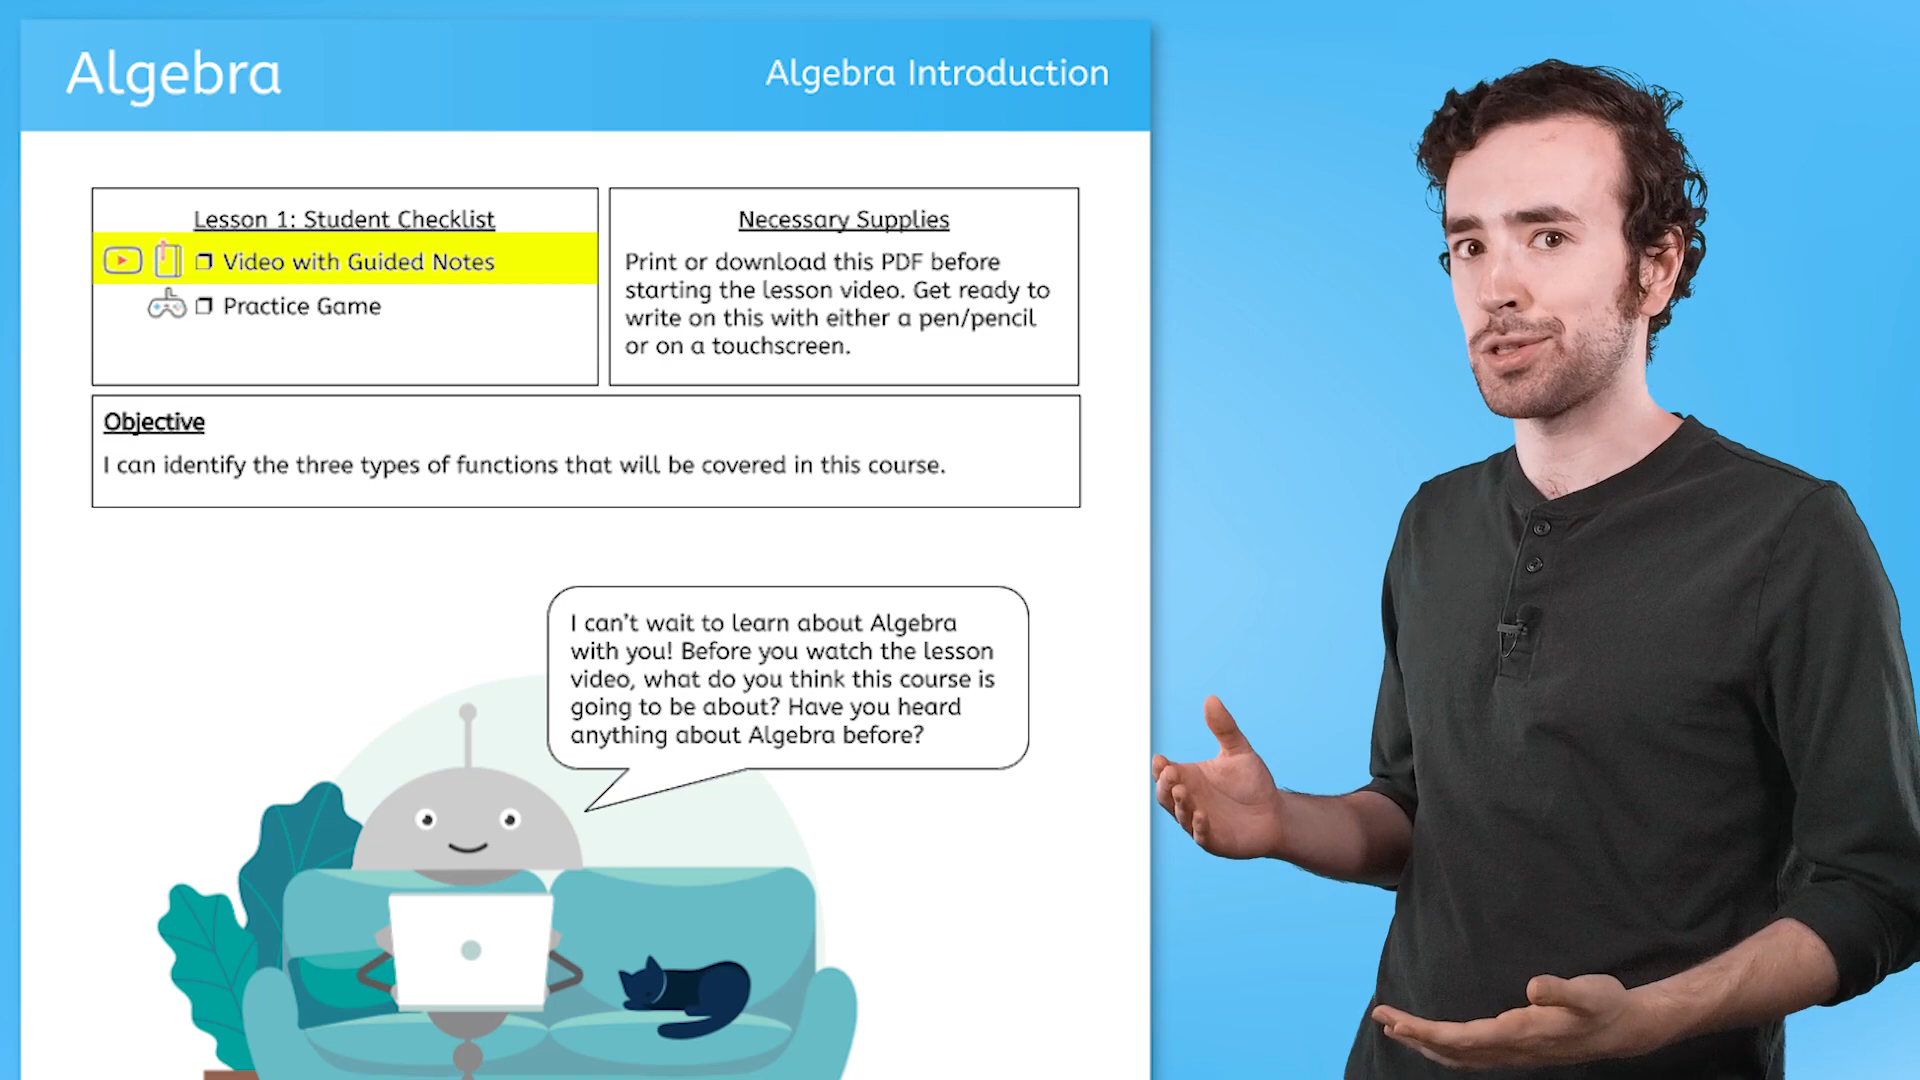 Algebra
Algebra Introduction
Lesson 1: Student Checklist
Video with Guided Notes
Practice Game
Necessary Supplies
Print or download this PDF before
starting the lesson video. Get ready to
write on this with either a pen/pencil
or on a touchscreen.
Objective
I can identify the three types of functions that will be covered in this course.
I can't wait to learn about Algebra
with you! Before you watch the lesson
video, what do you think this course is
going to be about? Have you heard
anything about Algebra before?